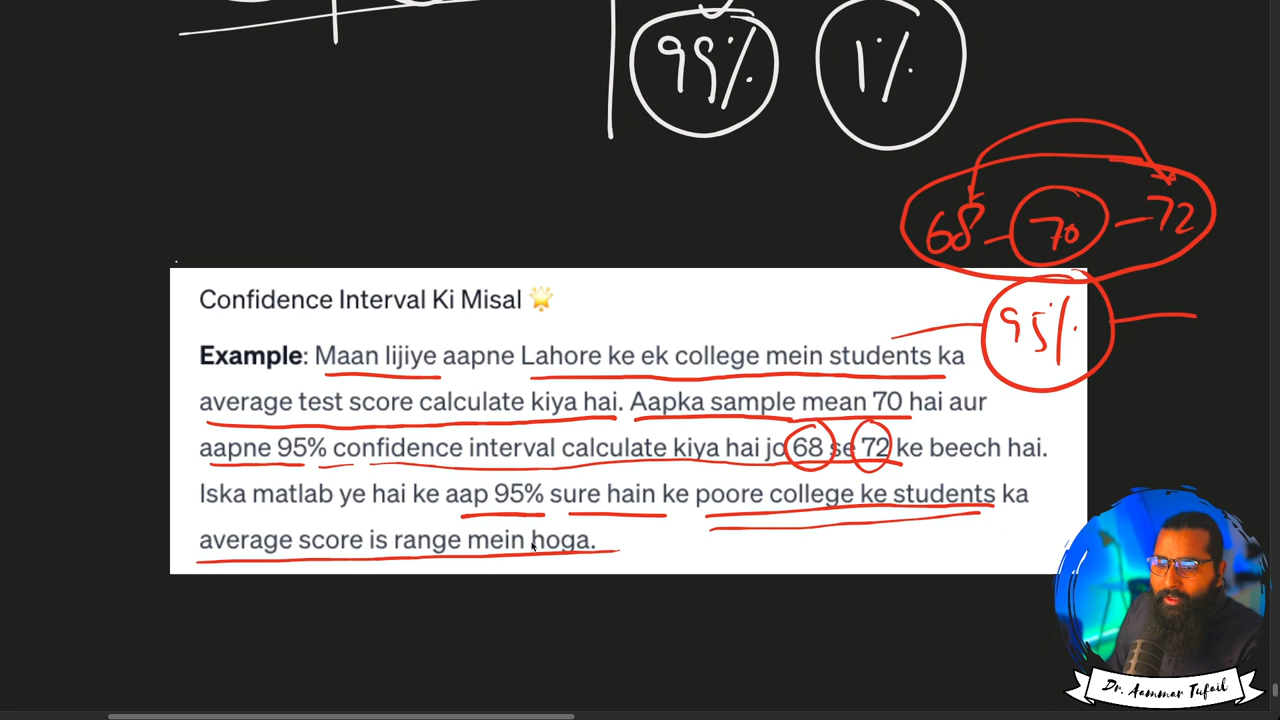 99% 1%
68 - 70 - 72
95%
Confidence Interval Ki Misal 🌟
Example: Maan lijiye aapne Lahore ke ek college mein students ka
average test score calculate kiya hai. Aapka sample mean 70 hai aur
aapne 95% confidence interval calculate kiya hai jo 68 se 72 ke beech hai.
Iska matlab ye hai ke aap 95% sure hain ke poore college ke students ka
average score is range mein hoga.
Dr. Aammar Tufail